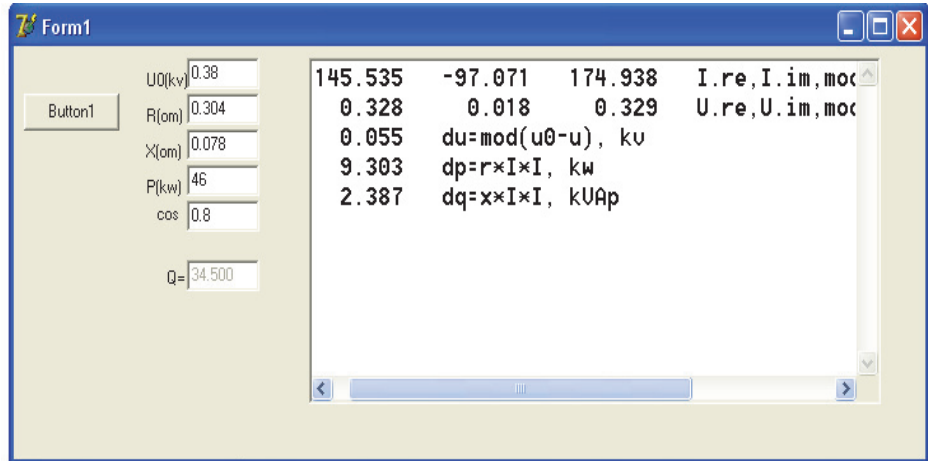 Form1
Button1
U0(kv) 0.38
R(om) 0.304
X(om) 0.078
P(kw) 46
cos 0.8
Q= 34.500
145.535 -97.071 174.938 I.re,I.im,mod
0.328 0.018 0.329 U.re,U.im,mod
0.055 du=mod(u0-u), kv
9.303 dp=r*I*I, kw
2.387 dq=x*I*I, kVAp